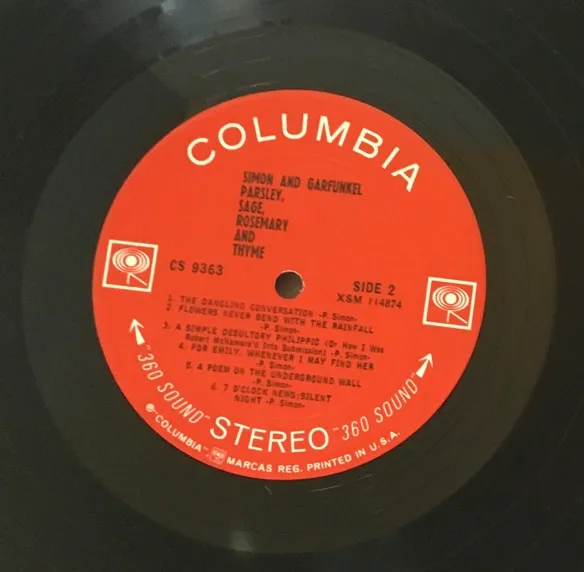 COLUMBIA
SIMON AND GARFUNKEL
PARSLEY,
SAGE,
ROSEMARY
AND
THYME
CS 9363
SIDE 2
XSM 114874
1. THE DANGLING CONVERSATION -P. Simon-
2. FLOWERS NEVER BEND WITH THE RAINFALL
-P. Simon-
3. A SIMPLE DESULTORY PHILIPPIC (Or How I Was
Robert McNamara'd Into Submission) -P. Simon-
4. FOR EMILY, WHENEVER I MAY FIND HER
-P. Simon-
5. A POEM ON THE UNDERGROUND WALL
-P. Simon-
6. 7 O'CLOCK NEWS/SILENT
NIGHT -P. Simon-
"360 SOUND" STEREO "360 SOUND"
® "COLUMBIA" MARCAS REG. PRINTED IN U.S.A.